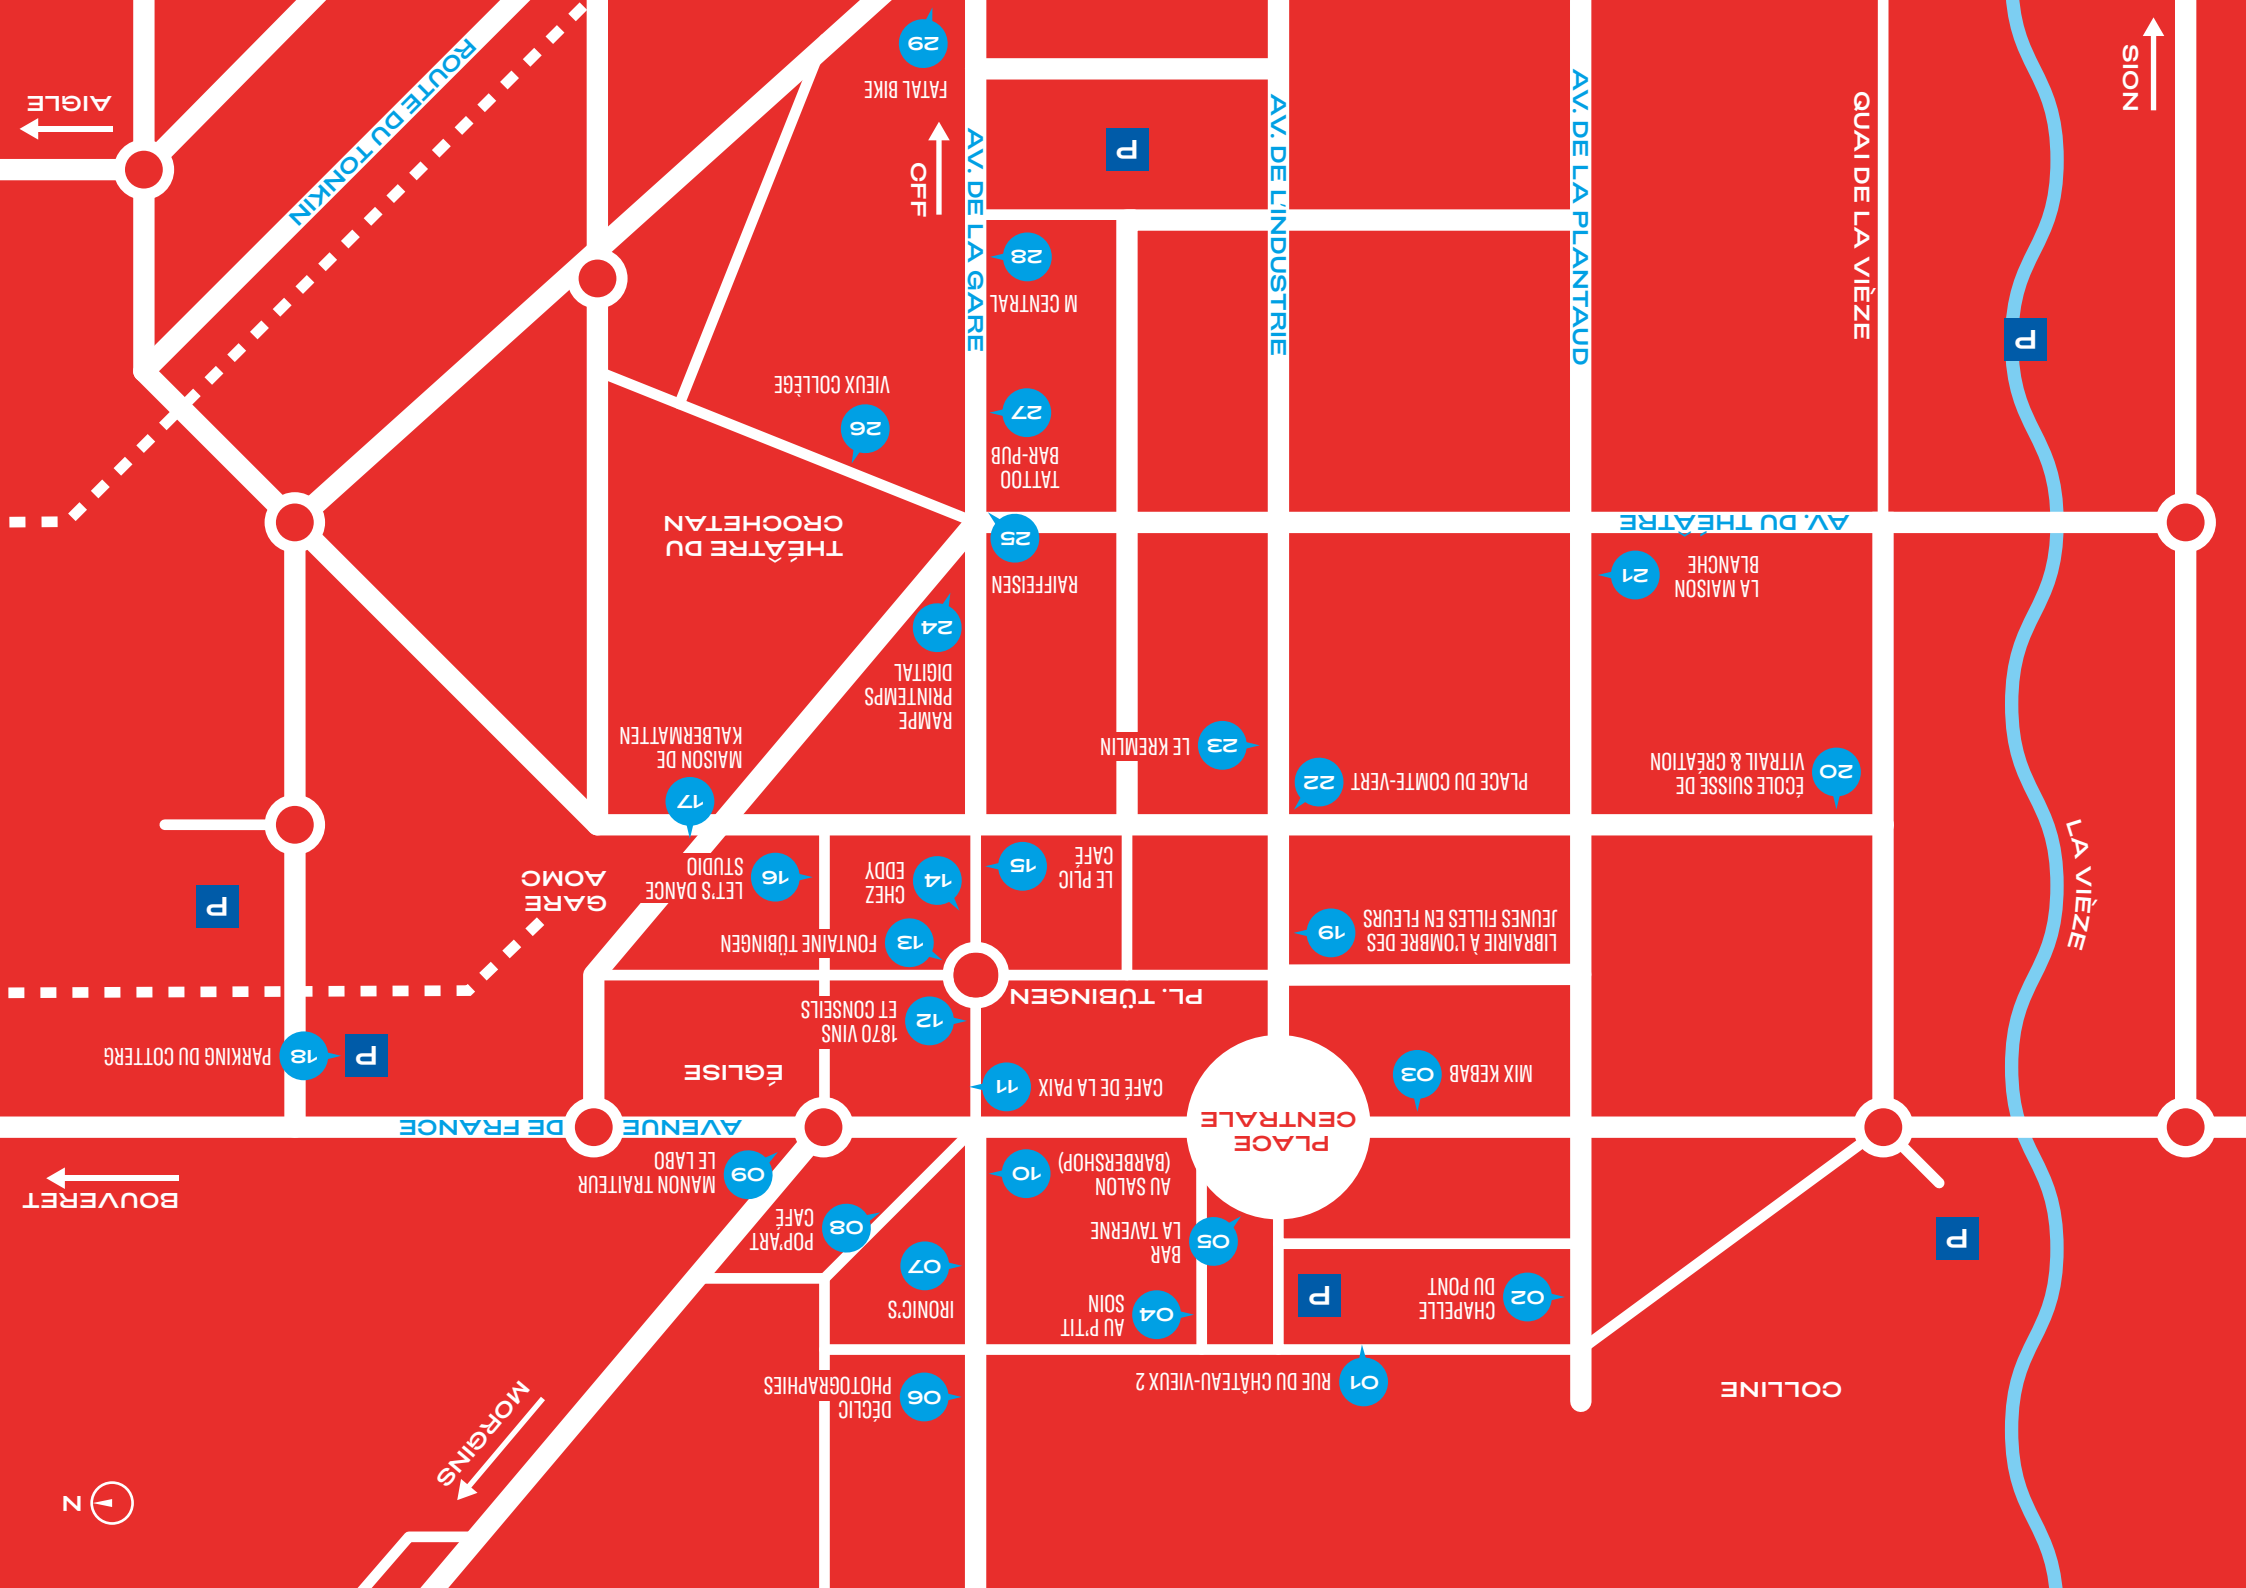 N
MORGINS
COLLINE
06
DÉCLIC
PHOTOGRAPHIES
01
RUE DU CHÂTEAU-VIEUX 2
04
AU P'TIT
SOIN
P
02
CHAPELLE
DU PONT
07
IRONIC'S
05
BAR
LA TAVERNE
P
08
POP'ART
CAFÉ
10
AU SALON
(BARBERSHOP)
09
MANON TRAITEUR
LE LABO
BOUVERET
PLACE
CENTRALE
AVENUE DE FRANCE
11
CAFÉ DE LA PAIX
03
MIX KEBAB
ÉGLISE
P
18
PARKING DU COTTERG
12
1870 VINS
ET CONSEILS
PL. TÜBINGEN
13
FONTAINE TÜBINGEN
19
LIBRAIRIE À L'OMBRE DES
JEUNES FILLES EN FLEURS
LA VIÈZE
P
GARE
AOMC
16
LET'S DANCE
STUDIO
14
CHEZ
EDDY
15
LE PLIC
CAFÉ
17
MAISON DE
KALBERMATTEN
22
PLACE DU COMTE-VERT
20
ÉCOLE SUISSE DE
VITRAIL & CRÉATION
23
LE KREMLIN
24
RAMPE
PRINTEMPS
DIGITAL
21
LA MAISON
BLANCHE
25
RAIFFEISEN
THÉÂTRE DU
CROCHETAN
AV. DU THÉÂTRE
27
TATTOO
BAR-PUB
26
VIEUX COLLÈGE
P
28
M CENTRAL
AV. DE LA GARE
AV. DE L'INDUSTRIE
AV. DE LA PLANTAUD
QUAI DE LA VIÈZE
CFF
P
29
FATAL BIKE
ROUTE DU TONKIN
AIGLE
SION